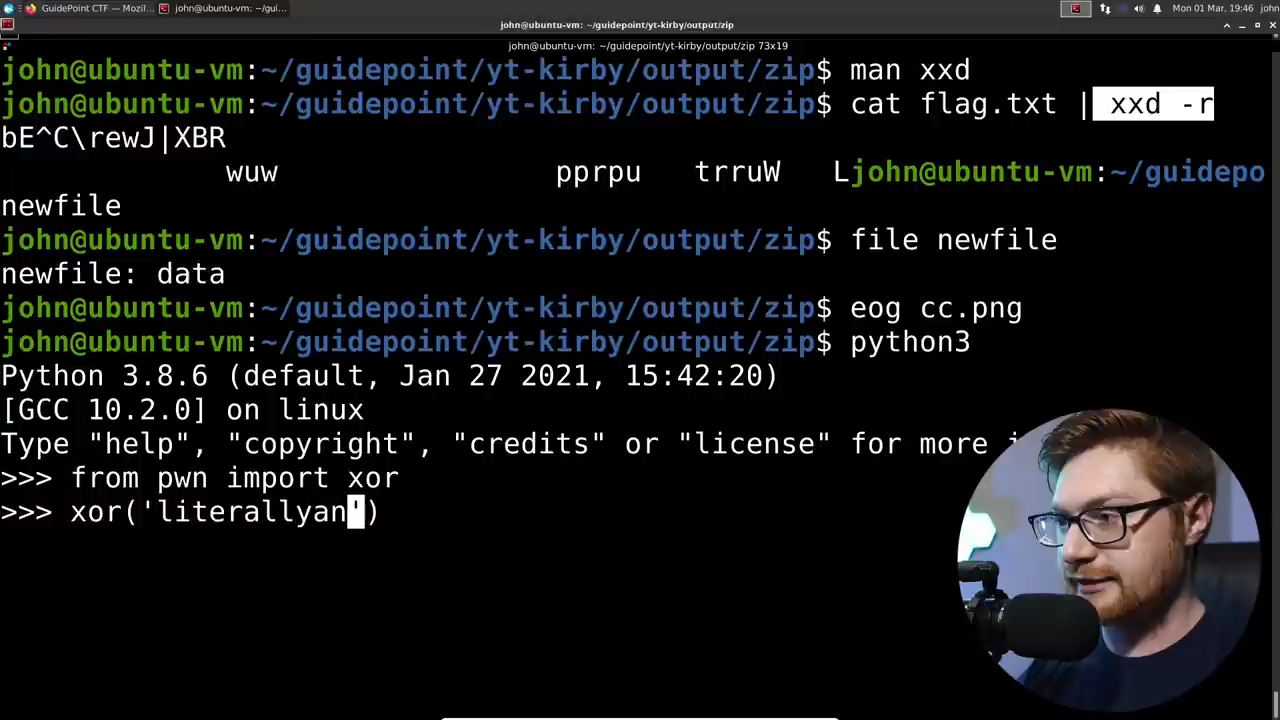 GuidePoint CTF — Mozil...
john@ubuntu-vm: ~/gui...
Mon 01 Mar, 19:46
john
john@ubuntu-vm: ~/guidepoint/yt-kirby/output/zip
john@ubuntu-vm: ~/guidepoint/yt-kirby/output/zip 73x19
john@ubuntu-vm:~/guidepoint/yt-kirby/output/zip$ man xxd
john@ubuntu-vm:~/guidepoint/yt-kirby/output/zip$ cat flag.txt | xxd -r
bE^C\rewJ|XBR
wuw pprpu trruW Ljohn@ubuntu-vm:~/guidepo
newfile
john@ubuntu-vm:~/guidepoint/yt-kirby/output/zip$ file newfile
newfile: data
john@ubuntu-vm:~/guidepoint/yt-kirby/output/zip$ eog cc.png
john@ubuntu-vm:~/guidepoint/yt-kirby/output/zip$ python3
Python 3.8.6 (default, Jan 27 2021, 15:42:20)
[GCC 10.2.0] on linux
Type "help", "copyright", "credits" or "license" for more i
>>> from pwn import xor
>>> xor('literallyan')